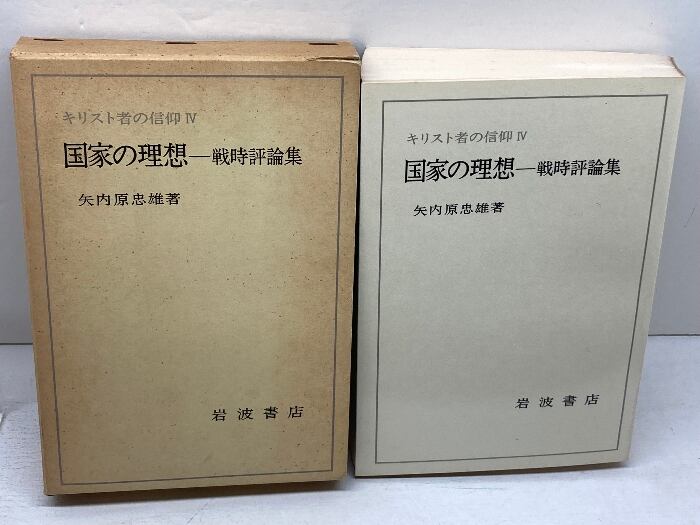 キリスト者の信仰 Ⅳ
国家の理想―戦時評論集
矢内原忠雄著
岩波書店
キリスト者の信仰 Ⅳ
国家の理想―戦時評論集
矢内原忠雄著
岩波書店